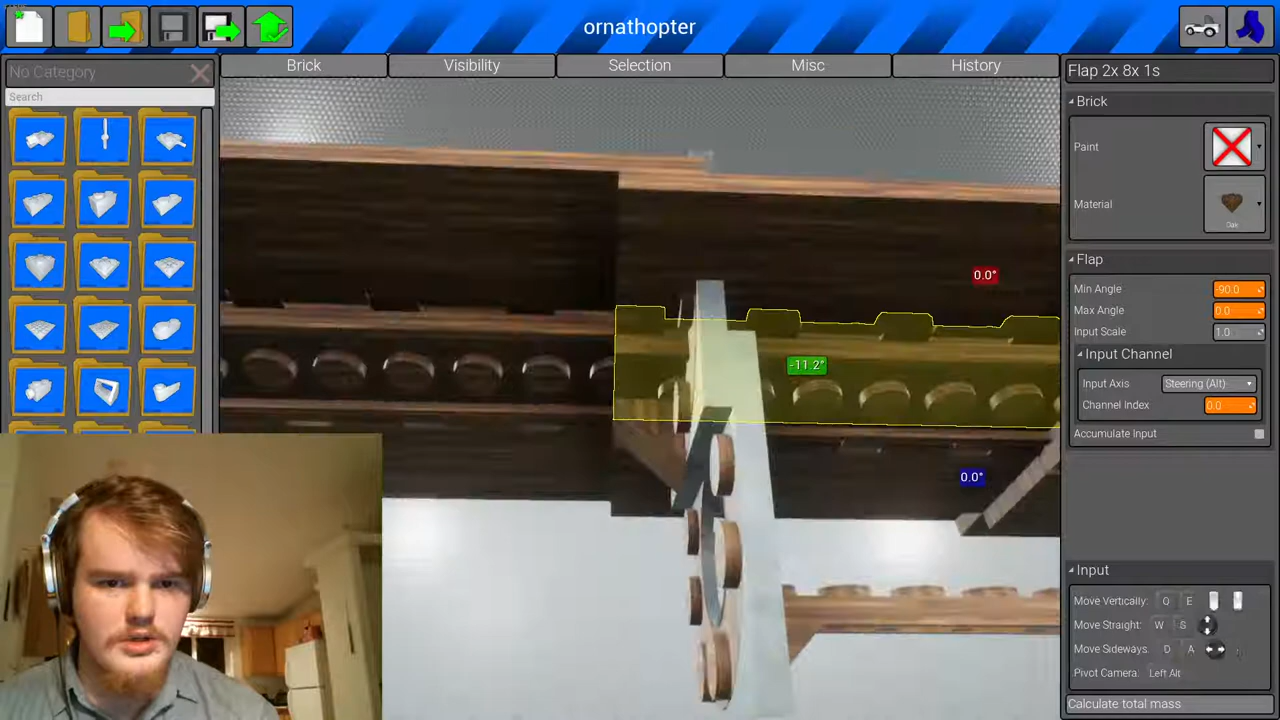 ornathopter
No Category
Search
Brick
Visibility
Selection
Misc
History
0.0°
-11.2°
0.0°
Flap 2x 8x 1s
Brick
Paint
Material
Oak
Flap
Min Angle
-90.0
Max Angle
0.0
Input Scale
1.0
Input Channel
Input Axis
Steering (Alt)
Channel Index
0.0
Accumulate Input
Input
Move Vertically: Q E
Move Straight: W S
Move Sideways: D A
Pivot Camera: Left Alt
Calculate total mass